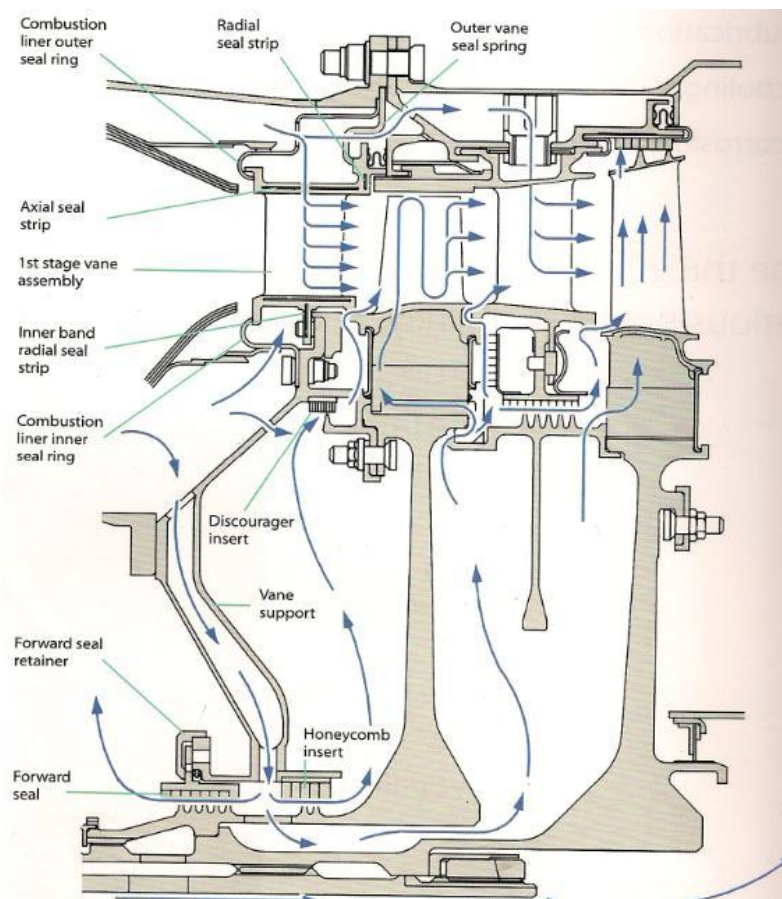 Combustion
liner outer
seal ring
Radial
seal strip
Outer vane
seal spring
Axial seal
strip
1st stage vane
assembly
Inner band
radial seal
strip
Combustion
liner inner
seal ring
Discourager
insert
Vane
support
Forward seal
retainer
Honeycomb
insert
Forward
seal